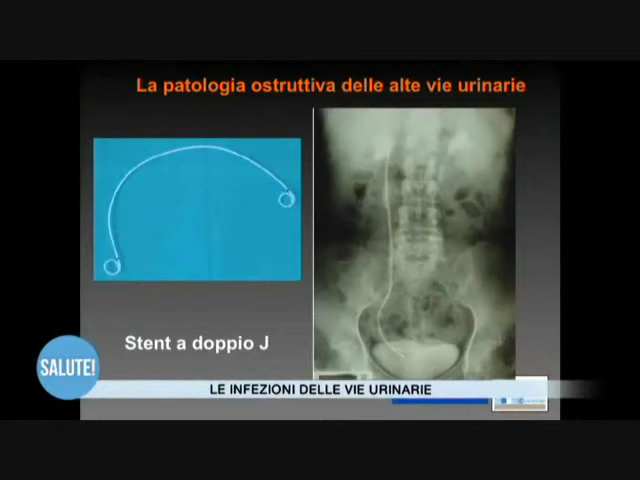 La patologia ostruttiva delle alte vie urinarie
Stent a doppio J
SALUTE!
LE INFEZIONI DELLE VIE URINARIE